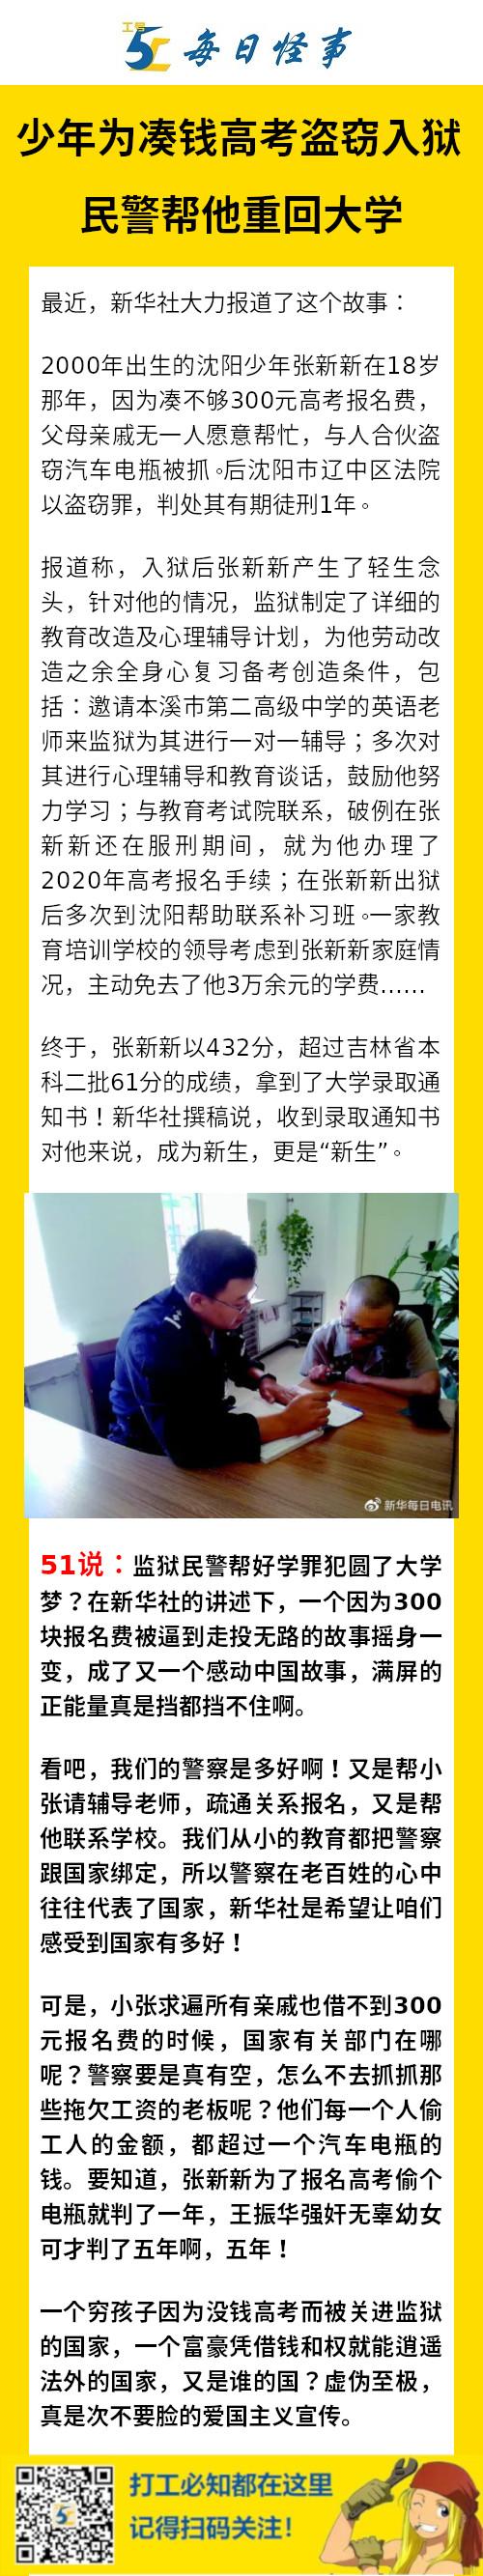 工管
5
每日怪事
少年为凑钱高考盗窃入狱
民警帮他重回大学
最近，新华社大力报道了这个故事：
2000年出生的沈阳少年张新新在18岁
那年，因为凑不够300元高考报名费，
父母亲戚无一人愿意帮忙，与人合伙盗
窃汽车电瓶被抓。后沈阳市辽中区法院
以盗窃罪，判处其有期徒刑1年。
报道称，入狱后张新新产生了轻生念
头，针对他的情况，监狱制定了详细的
教育改造及心理辅导计划，为他劳动改
造之余全身心复习备考创造条件，包
括：邀请本溪市第二高级中学的英语老
师来监狱为其进行一对一辅导；多次对
其进行心理辅导和教育谈话，鼓励他努
力学习；与教育考试院联系，破例在张
新新还在服刑期间，就为他办理了
2020年高考报名手续；在张新新出狱
后多次到沈阳帮助联系补习班。一家教
育培训学校的领导考虑到张新新家庭情
况，主动免去了他3万余元的学费……
终于，张新新以432分，超过吉林省本
科二批61分的成绩，拿到了大学录取通
知书！新华社撰稿说，收到录取通知书
对他来说，成为新生，更是“新生”。
新华每日电讯
51说：监狱民警帮好学罪犯圆了大学
梦？在新华社的讲述下，一个因为300
块报名费被逼到走投无路的故事摇身一
变，成了又一个感动中国故事，满屏的
正能量真是挡都挡不住啊。
看吧，我们的警察是多好啊！又是帮小
张请辅导老师，疏通关系报名，又是帮
他联系学校。我们从小的教育都把警察
跟国家绑定，所以警察在老百姓的心中
往往代表了国家，新华社是希望让咱们
感受到国家有多好！
可是，小张求遍所有亲戚也借不到300
元报名费的时候，国家有关部门在哪
呢？警察要是真有空，怎么不去抓抓那
些拖欠工资的老板呢？他们每一个人偷
工人的金额，都超过一个汽车电瓶的
钱。要知道，张新新为了报名高考偷个
电瓶就判了一年，王振华强奸无辜幼女
可才判了五年啊，五年！
一个穷孩子因为没钱高考而被关进监狱
的国家，一个富豪凭借钱和权就能逍遥
法外的国家，又是谁的国？虚伪至极，
真是次不要脸的爱国主义宣传。
打工必知都在这里
记得扫码关注！